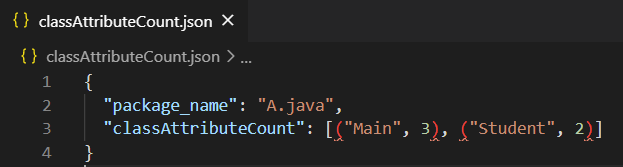 {} classAttributeCount.json ×
{} classAttributeCount.json > ...
1 {
2 "package_name": "A.java",
3 "classAttributeCount": [("Main", 3), ("Student", 2)]
4 }